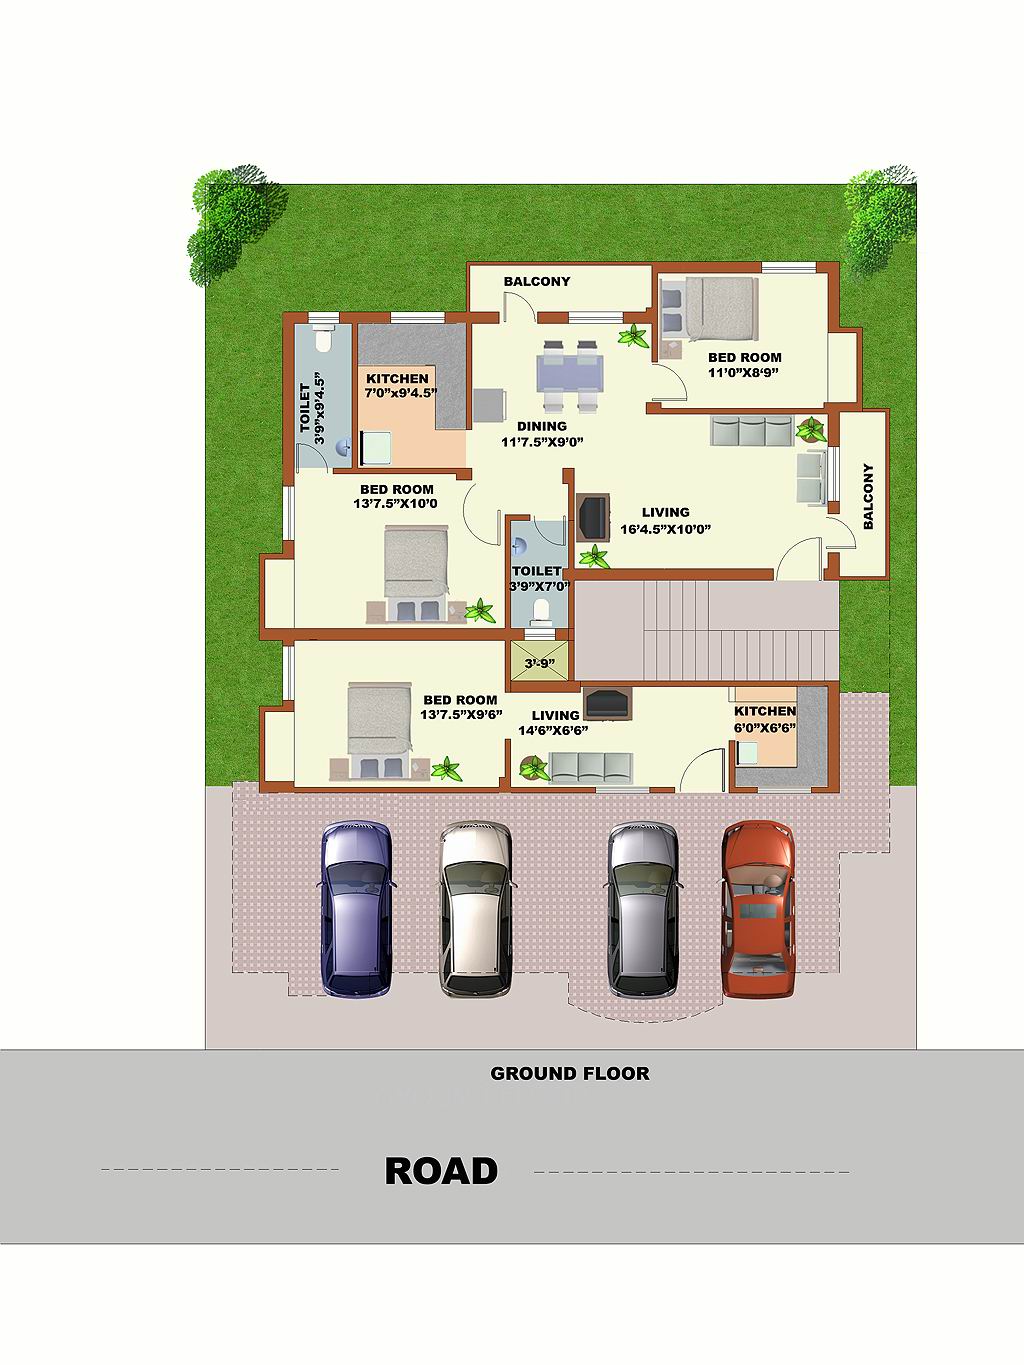 BALCONY
BED ROOM
11'0"X8'9"
KITCHEN
7'0"x9'4.5"
TOILET
3'9"x9'4.5"
DINING
11'7.5"X9'0"
BALCONY
BED ROOM
13'7.5"X10'0
LIVING
16'4.5"X10'0"
TOILET
3'9"X7'0"
3'-9"
BED ROOM
13'7.5"X9'6"
LIVING
14'6"X6'6"
KITCHEN
6'0"X6'6"
GROUND FLOOR
ROAD